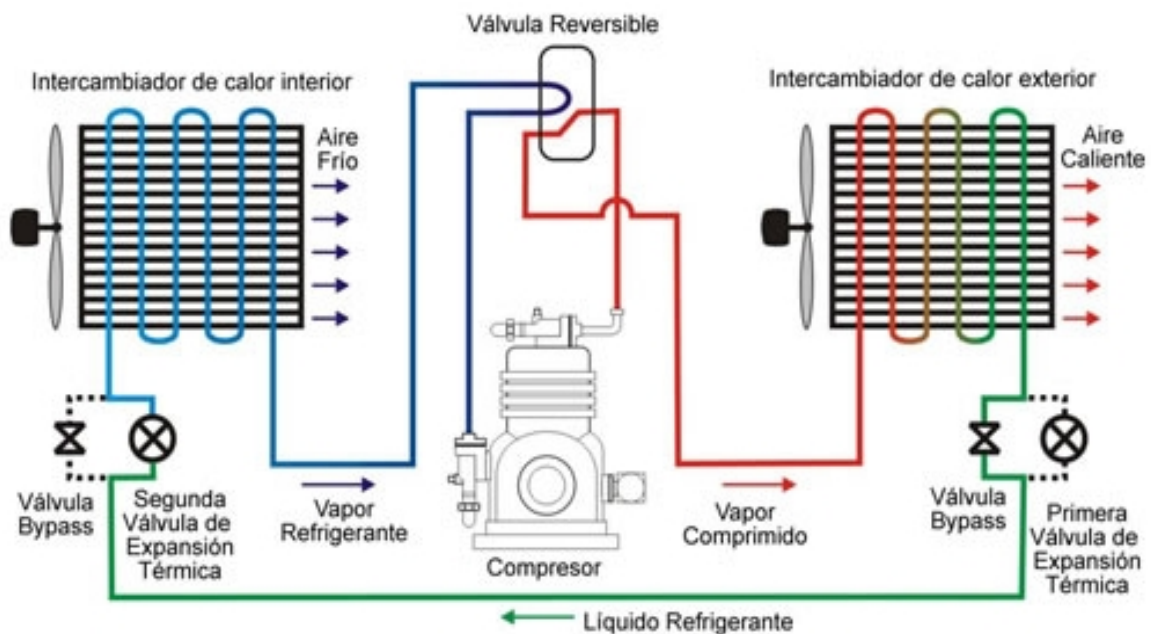 Válvula Reversible
Intercambiador de calor interior
Intercambiador de calor exterior
Aire
Frío
Aire
Caliente
Válvula
Bypass
Segunda
Válvula de
Expansión
Térmica
Vapor
Refrigerante
Compresor
Vapor
Comprimido
Válvula
Bypass
Primera
Válvula de
Expansión
Térmica
Líquido Refrigerante